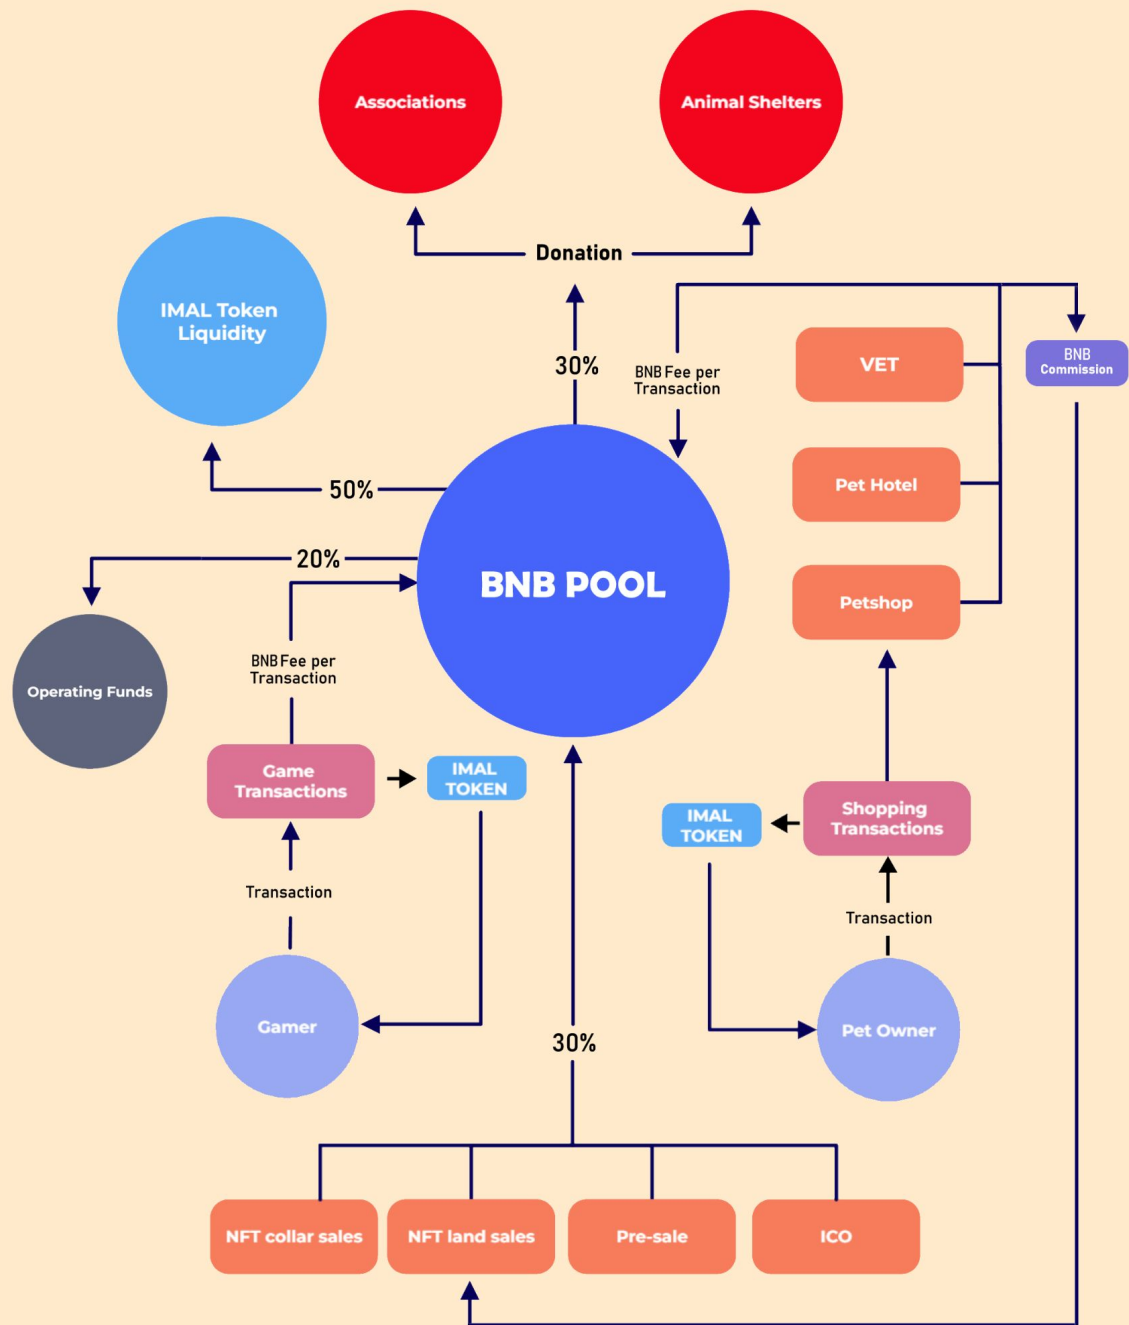 Associations
Animal Shelters
Donation
IMAL Token
Liquidity
30%
BNB Fee per
Transaction
VET
BNB
Commission
50%
Pet Hotel
20%
BNB POOL
Petshop
BNB Fee per
Transaction
Operating Funds
Game
Transactions
IMAL
TOKEN
IMAL
TOKEN
Shopping
Transactions
Transaction
Transaction
Gamer
30%
Pet Owner
NFT collar sales
NFT land sales
Pre-sale
ICO